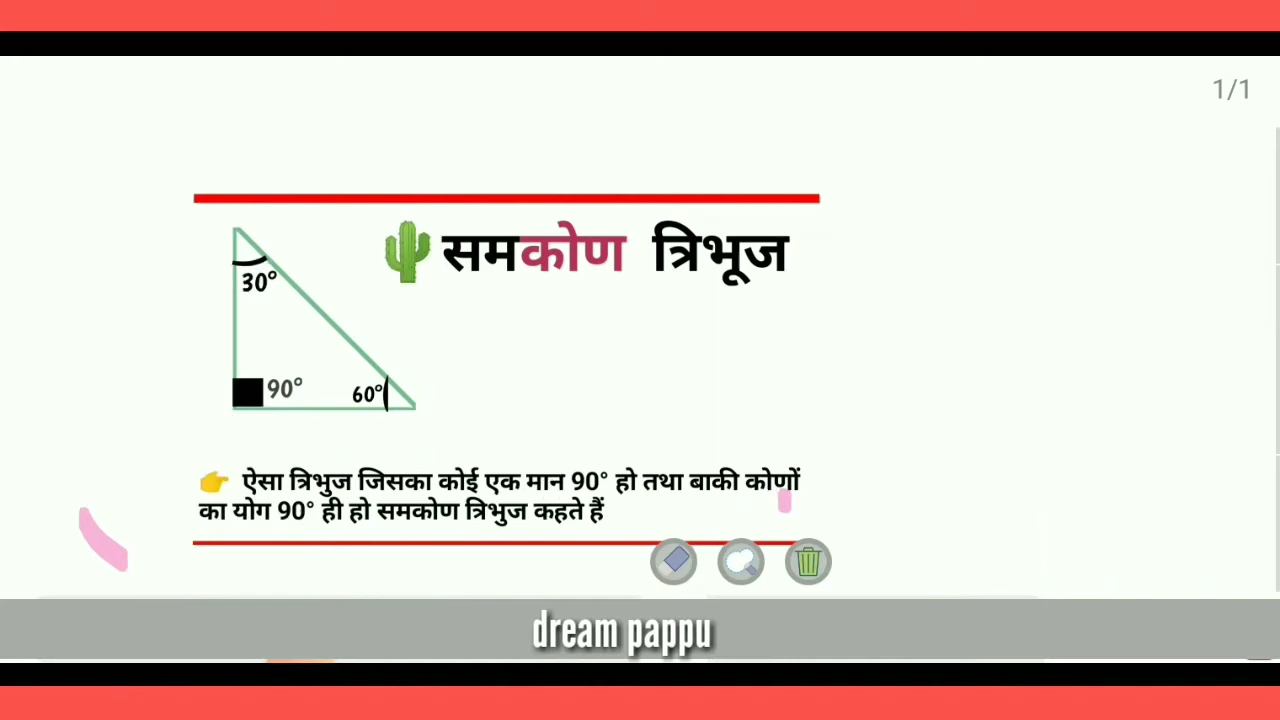 1/1
समकोण त्रिभूज
30°
90°
60°
ऐसा त्रिभुज जिसका कोई एक मान 90° हो तथा बाकी कोणों
का योग 90° ही हो समकोण त्रिभुज कहते हैं
dream pappu